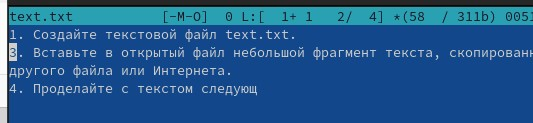 text.txt [-M-O] 0 L:[ 1+ 1 2/ 4] *(58 / 311b) 0051
1. Создайте текстовой файл text.txt.
3. Вставьте в открытый файл небольшой фрагмент текста, скопирован
другого файла или Интернета.
4. Проделайте с текстом следующ